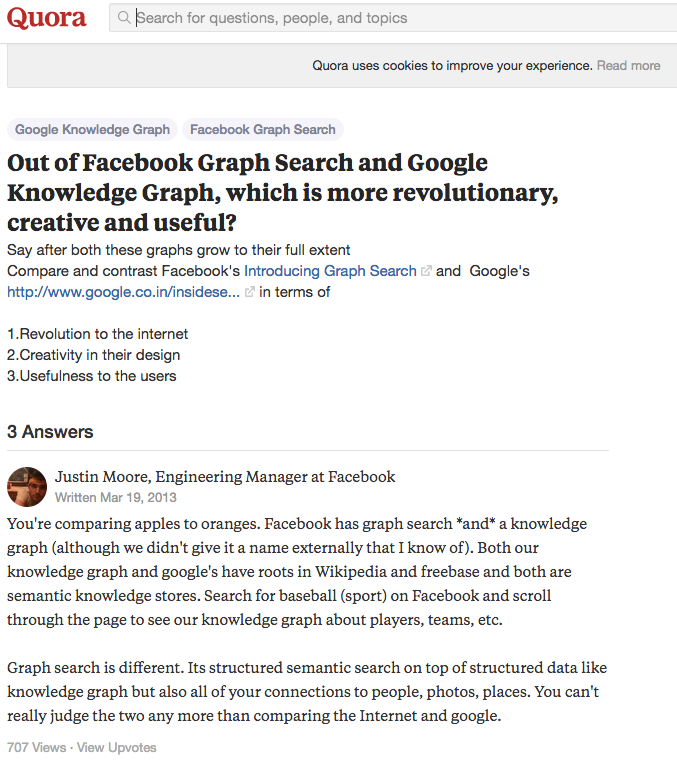 Quora
Search for questions, people, and topics
Quora uses cookies to improve your experience. Read more
Google Knowledge Graph Facebook Graph Search
Out of Facebook Graph Search and Google
Knowledge Graph, which is more revolutionary,
creative and useful?
Say after both these graphs grow to their full extent
Compare and contrast Facebook's Introducing Graph Search and Google's
http://www.google.co.in/insidese... in terms of
1.Revolution to the internet
2.Creativity in their design
3.Usefulness to the users
3 Answers
Justin Moore, Engineering Manager at Facebook
Written Mar 19, 2013
You're comparing apples to oranges. Facebook has graph search *and* a knowledge
graph (although we didn't give it a name externally that I know of). Both our
knowledge graph and google's have roots in Wikipedia and freebase and both are
semantic knowledge stores. Search for baseball (sport) on Facebook and scroll
through the page to see our knowledge graph about players, teams, etc.
Graph search is different. Its structured semantic search on top of structured data like
knowledge graph but also all of your connections to people, photos, places. You can't
really judge the two any more than comparing the Internet and google.
707 Views · View Upvotes